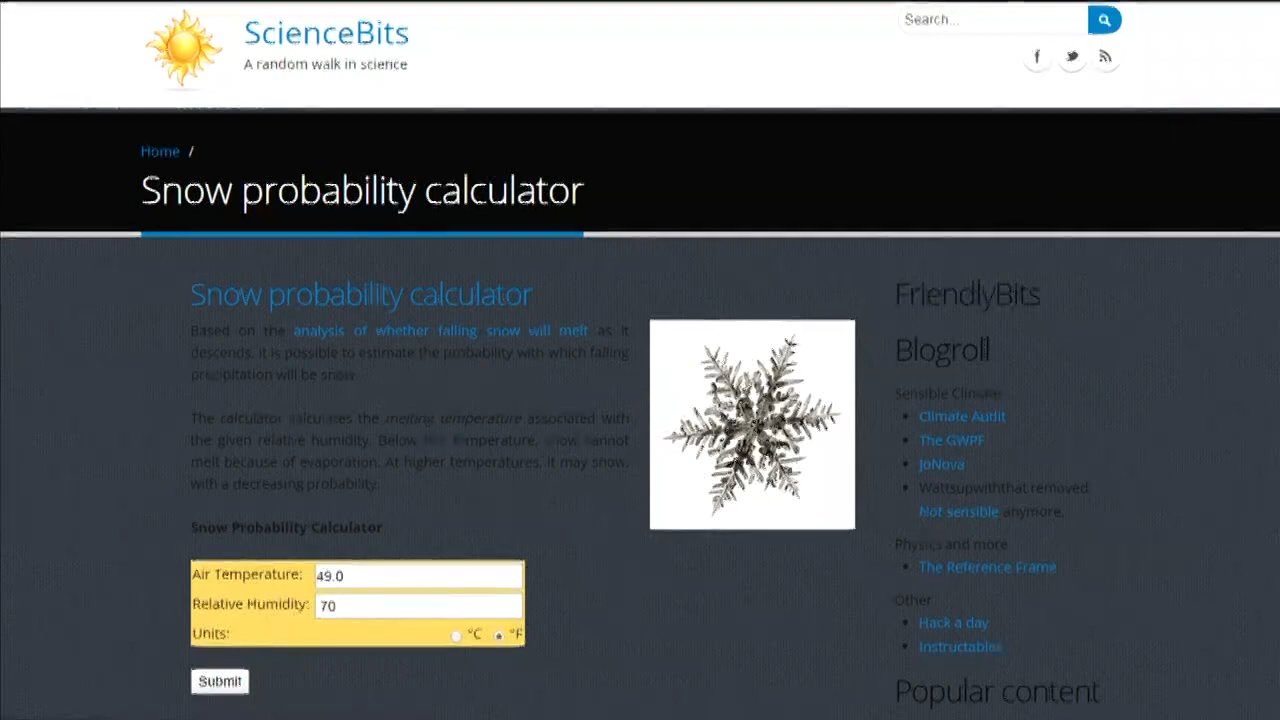 ScienceBits
A random walk in science
Search...
Home /
Snow probability calculator
Snow probability calculator
Based on the analysis of whether falling snow will melt as it
descends, it is possible to estimate the probability with which falling
precipitation will be snow.
The calculator calculates the melting temperature associated with
the given relative humidity. Below this temperature, snow cannot
melt because of evaporation. At higher temperatures, it may snow,
with a decreasing probability.
Snow Probability Calculator
Air Temperature: 49.0
Relative Humidity: 70
Units: °C °F
Submit
FriendlyBits
Blogroll
Sensible Climate
Climate Audit
The GWPF
JoNova
Wattsupwiththat removed.
Not sensible anymore.
Physics and more
The Reference Frame
Other
Hack a day
Instructables
Popular content